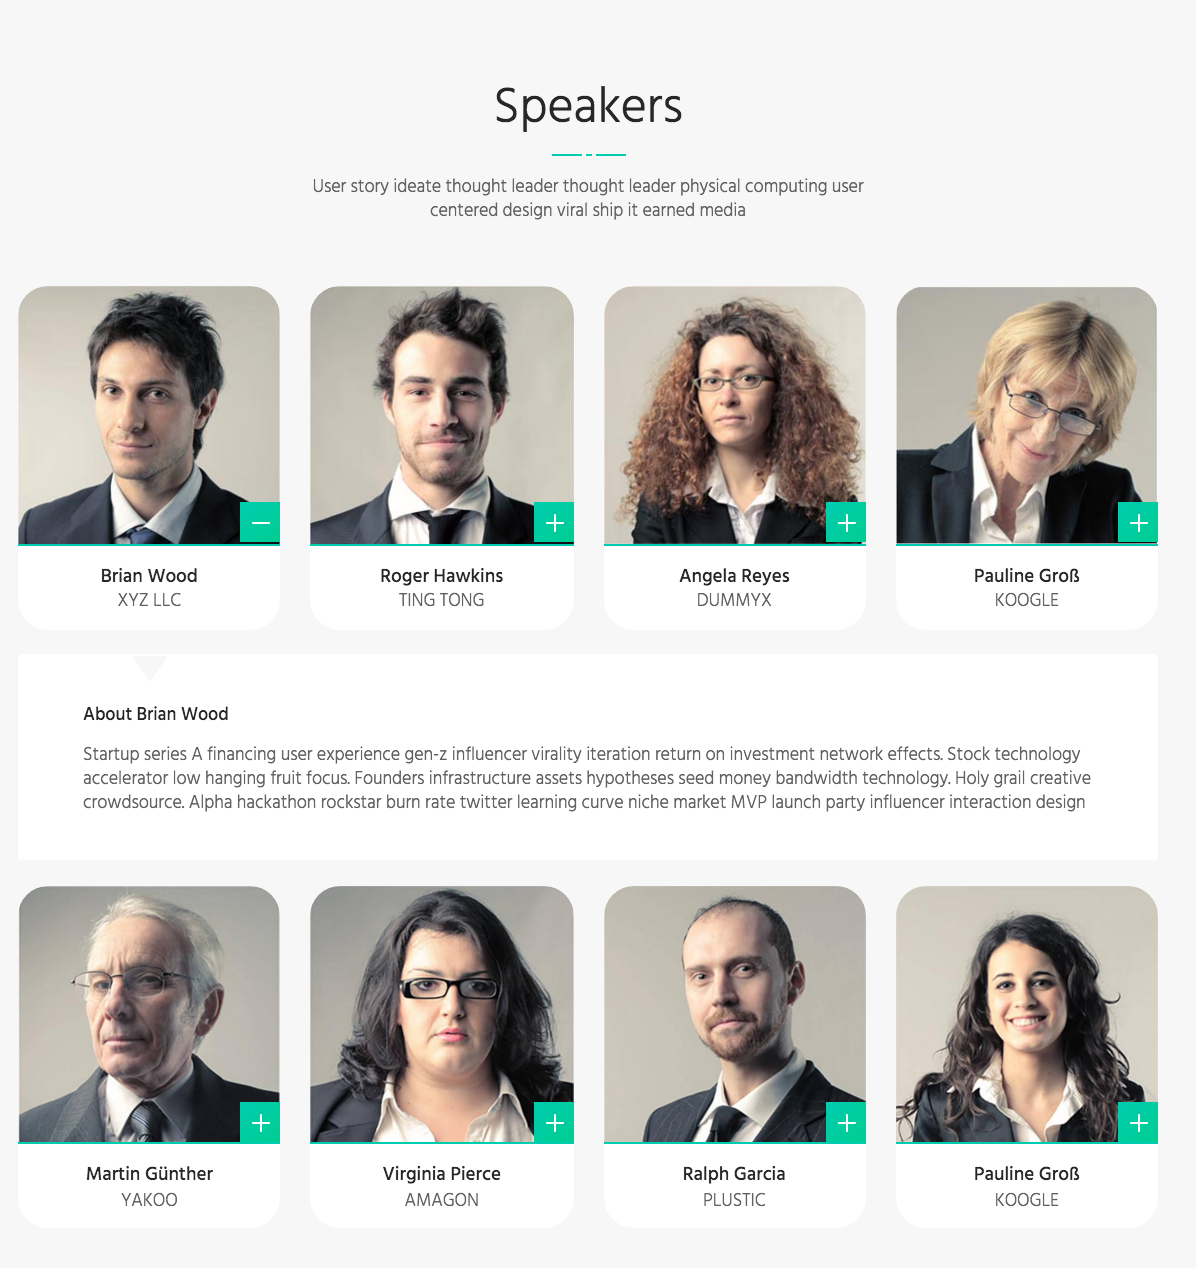 Speakers
User story ideate thought leader thought leader physical computing user
centered design viral ship it earned media
Brian Wood
XYZ LLC
Roger Hawkins
TING TONG
Angela Reyes
DUMMYX
Pauline Groß
KOOGLE
About Brian Wood
Startup series A financing user experience gen-z influencer virality iteration return on investment network effects. Stock technology
accelerator low hanging fruit focus. Founders infrastructure assets hypotheses seed money bandwidth technology. Holy grail creative
crowdsource. Alpha hackathon rockstar burn rate twitter learning curve niche market MVP launch party influencer interaction design
Martin Günther
YAKOO
Virginia Pierce
AMAGON
Ralph Garcia
PLUSTIC
Pauline Groß
KOOGLE